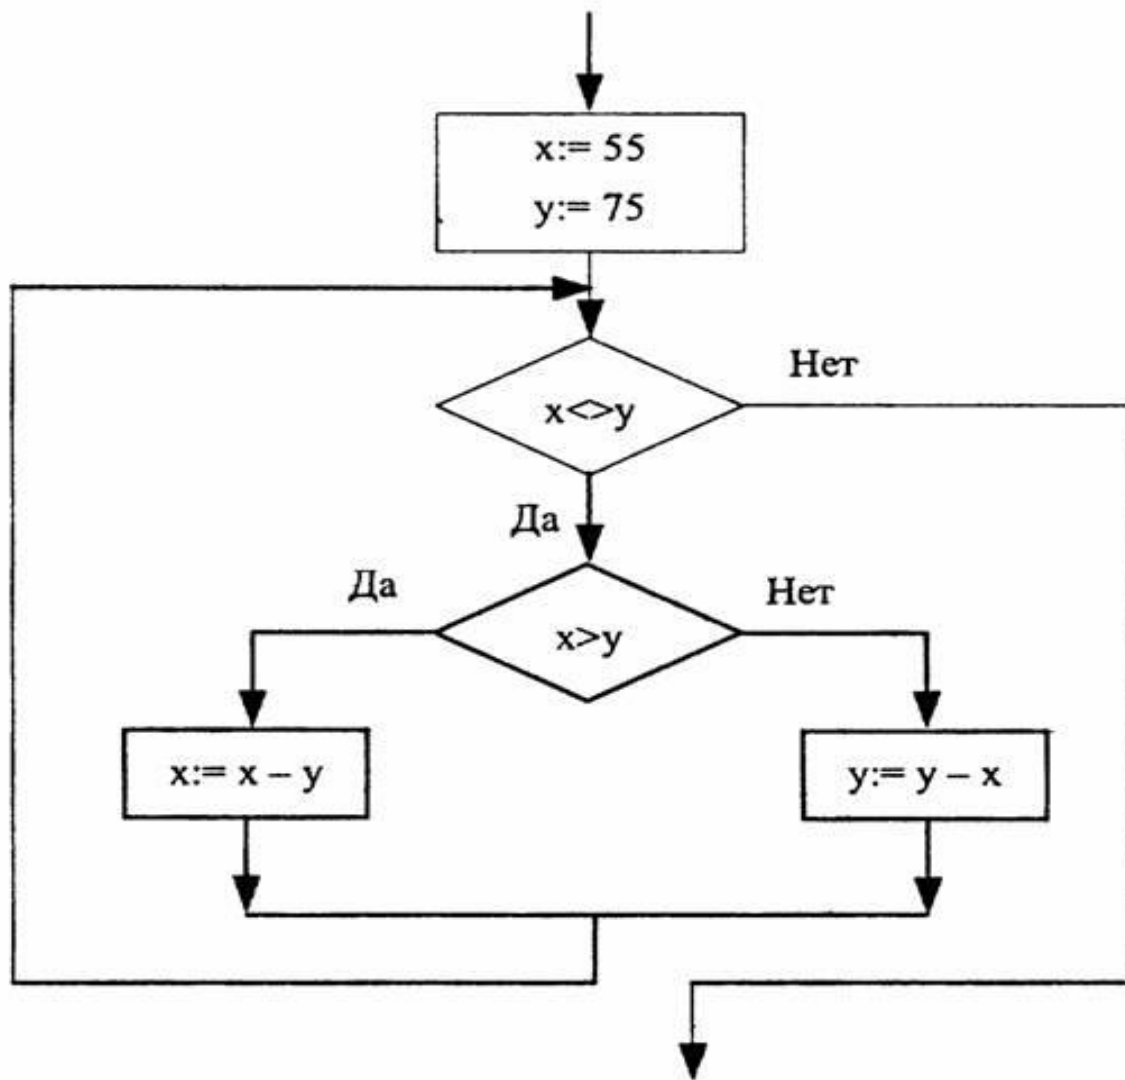 x:= 55
y:= 75
Нет
x<>y
Да
Да
Нет
x>y
x:= x – y
y:= y – x